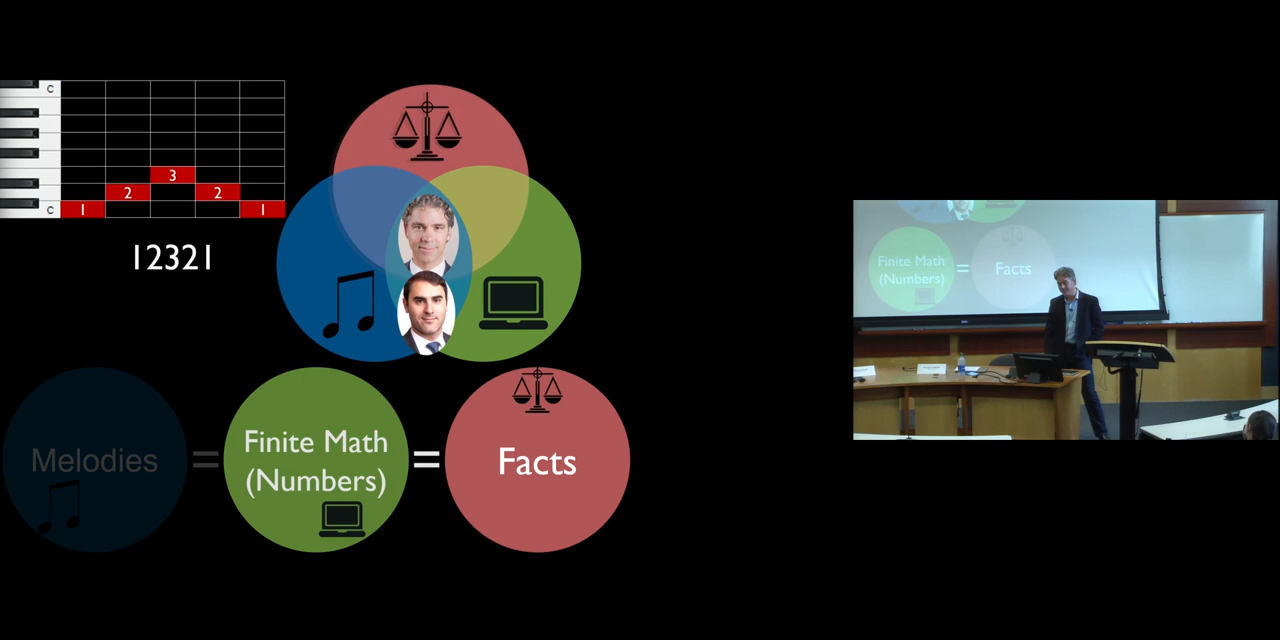 C
3
2
2
C
1
1
12321
Melodies
=
Finite Math
(Numbers)
=
Facts
Finite Math
(Numbers)
=
Facts